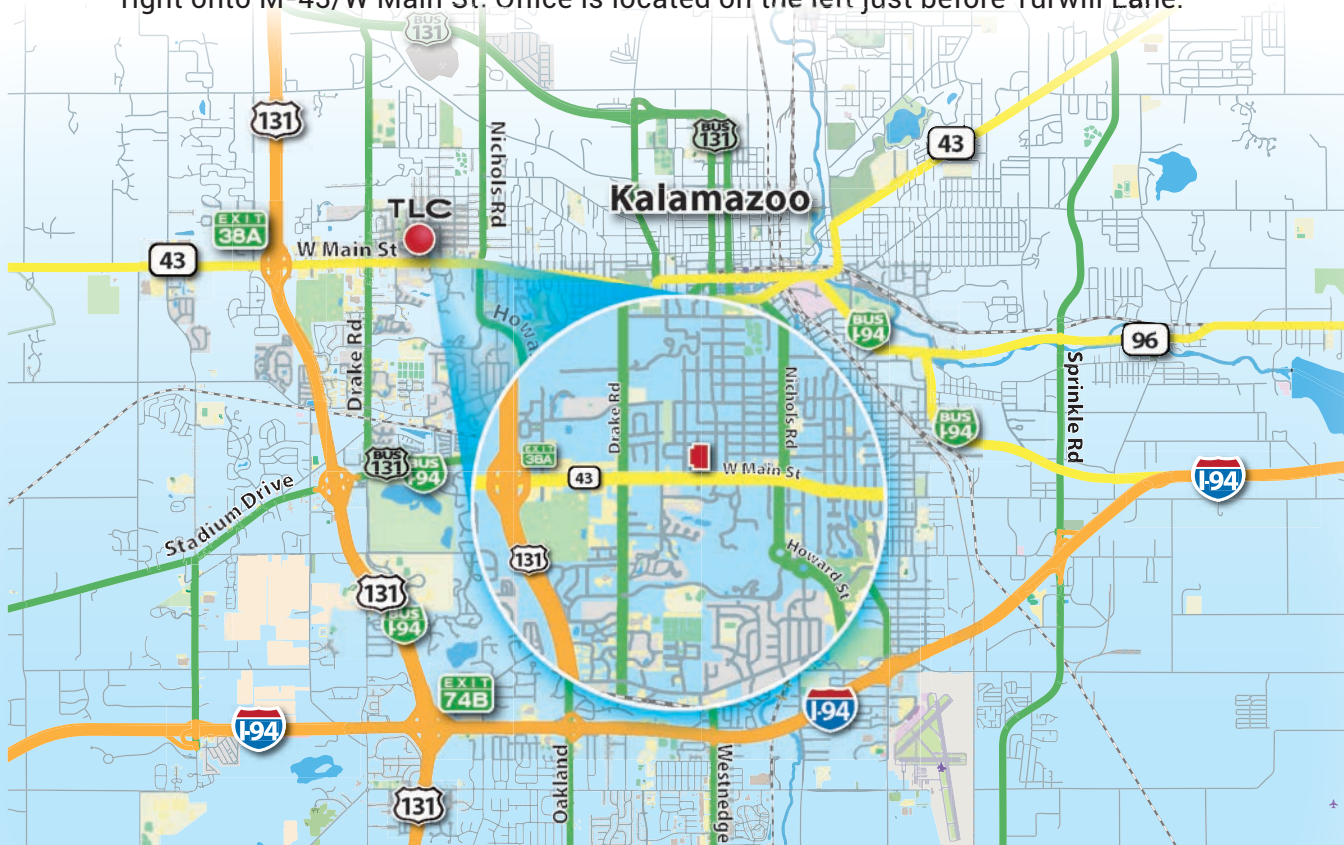 right onto M-43/W Main St. Office is located on the left just before Turwill Lane.
BUS
131
131
BUS
131
Nichols Rd
43
Kalamazoo
TLC
EXIT
38A
W Main St
43
Howa
BUS
I-94
96
Drake Rd
Sprinkle Rd
Drake Rd
Nichols Rd
BUS
I-94
EXIT
38A
W Main St
43
BUS
131
BUS
I-94
I-94
Stadium Drive
131
Howard St
131
BUS
I-94
EXIT
74B
I-94
I-94
Oakland
Westnedge
131